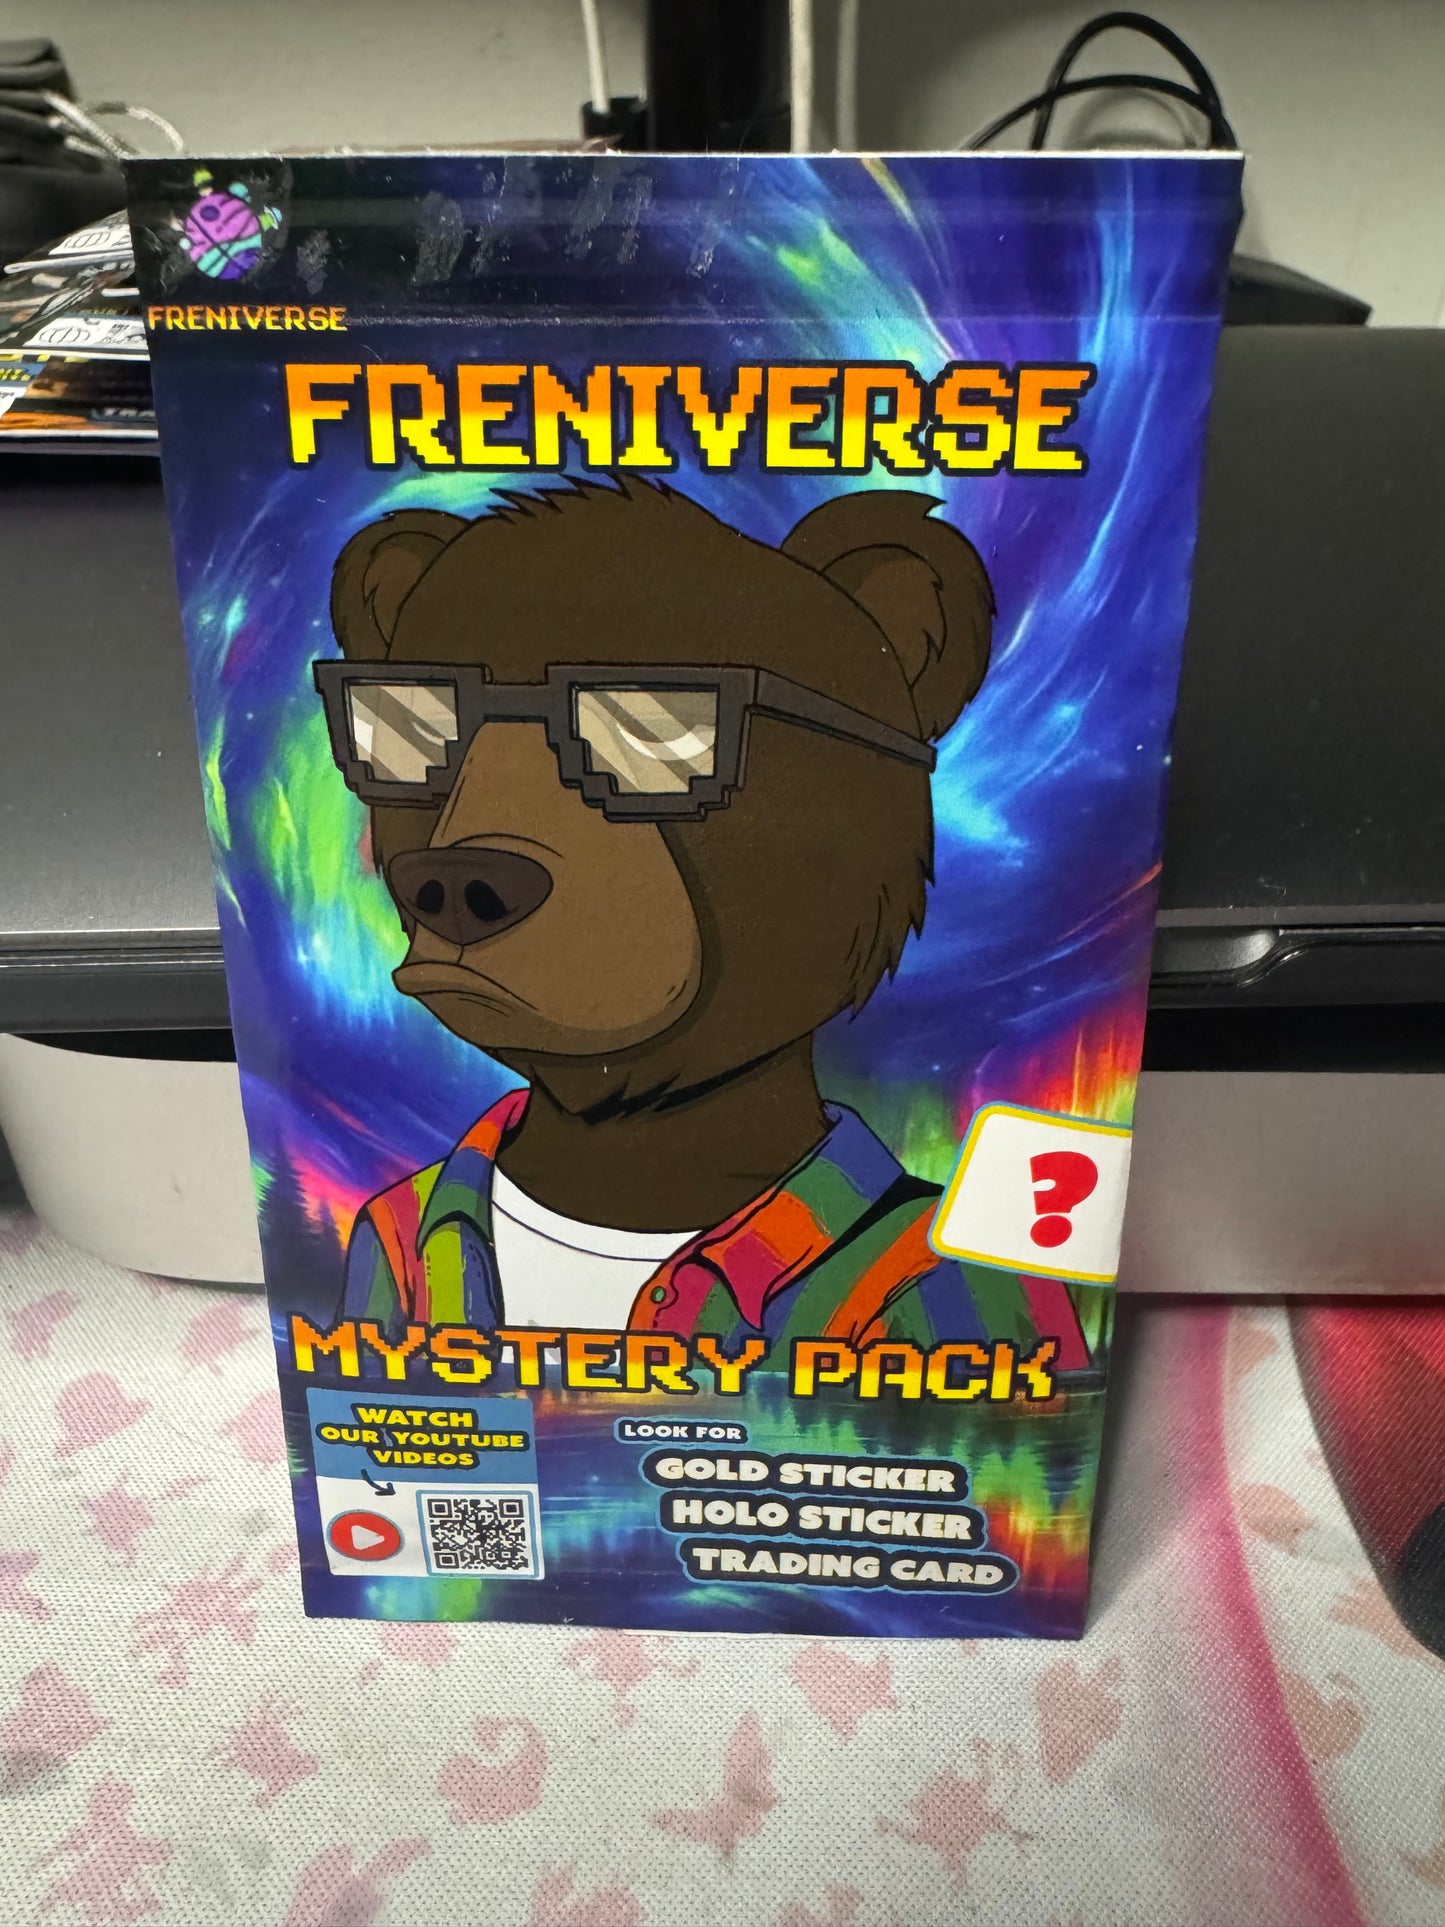 FRENIVERSE
FRENIVERSE
?
MYSTERY PACK
WATCH
OUR YOUTUBE
VIDEOS
LOOK FOR
GOLD STICKER
HOLO STICKER
TRADING CARD